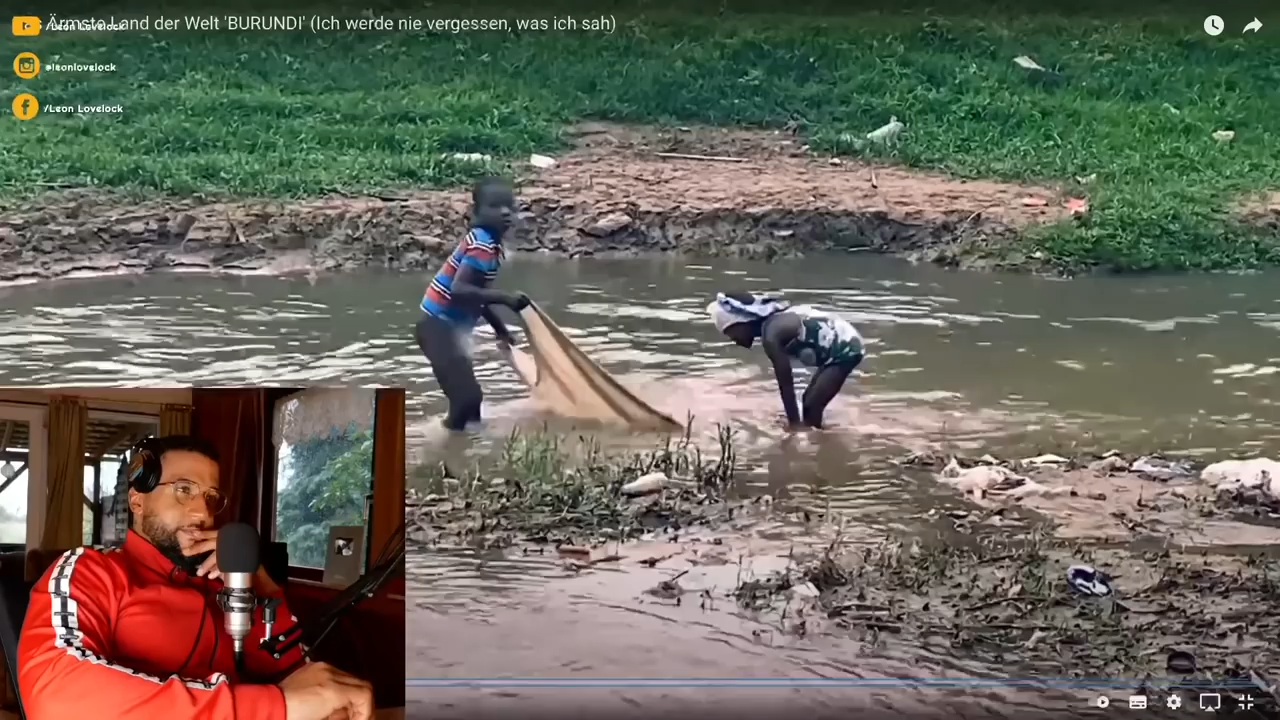 Ärmste Land der Welt 'BURUNDI' (Ich werde nie vergessen, was ich sah)
/Leon Lovelock
@leonlovelock
/Leon Lovelock